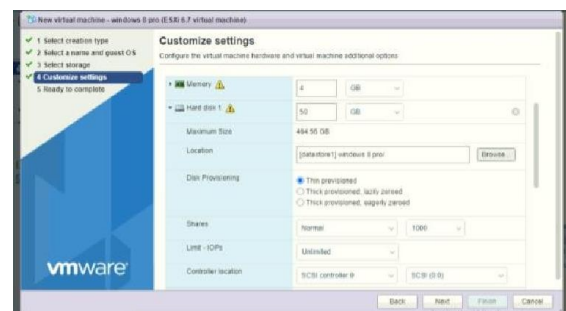 New virtual machine - windows 8 pro (ESXi 6.7 virtual machine)
1 Select creation type
2 Select a name and guest OS
3 Select storage
4 Customize settings
5 Ready to complete
Customize settings
Configure the virtual machine hardware and virtual machine additional options
Memory 4 GB
Hard disk 1 50 GB
Maximum Size 494.55 GB
Location [datastore1] windows 8 pro/ Browse...
Disk Provisioning
Thin provisioned
Thick provisioned, lazily zeroed
Thick provisioned, eagerly zeroed
Shares Normal 1000
Limit - IOPs Unlimited
Controller location SCSI controller 0 SCSI (0:0)
vmware
Back Next Finish Cancel